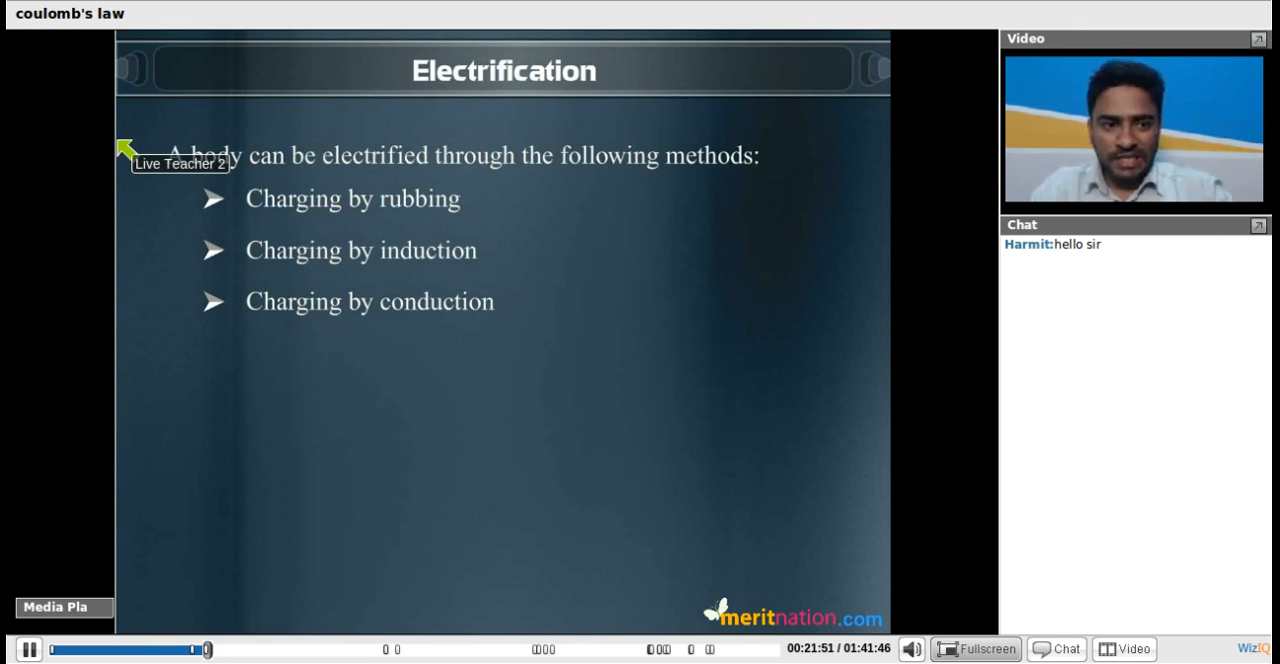 coulomb's law
Electrification
A body can be electrified through the following methods:
Live Teacher 2
Charging by rubbing
Charging by induction
Charging by conduction
meritnation.com
Media Pla
Video
Chat
Harmit:hello sir
00:21:51 / 01:41:46
Fullscreen
Chat
Video
WizIQ